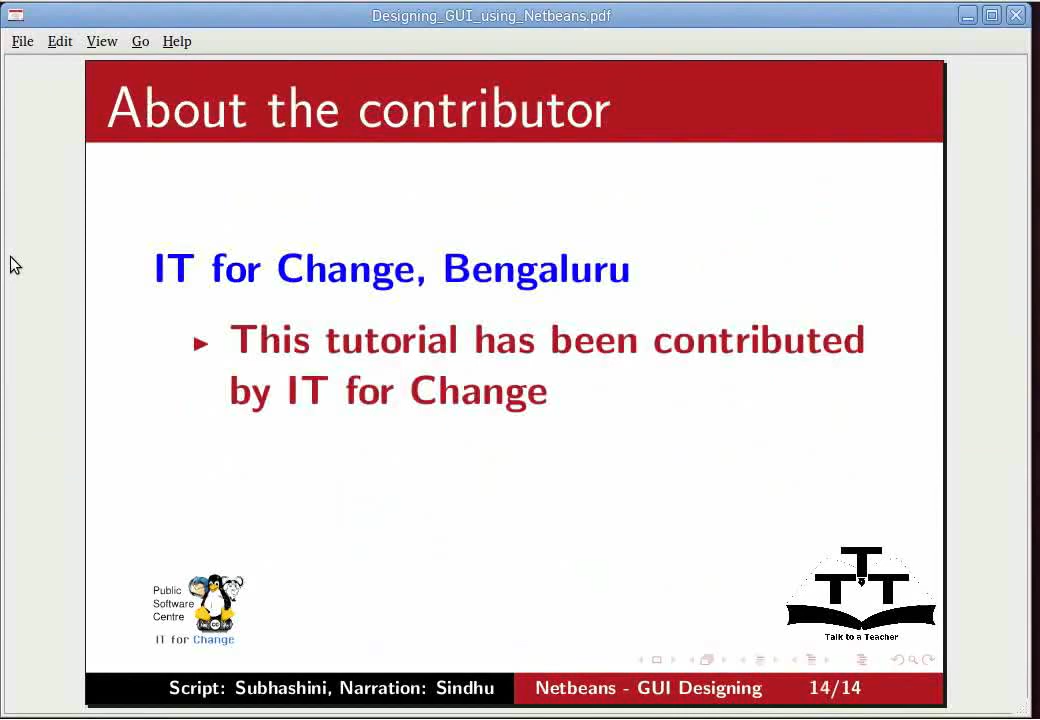 Designing_GUI_using_Netbeans.pdf
File Edit View Go Help
About the contributor
IT for Change, Bengaluru
This tutorial has been contributed
by IT for Change
Public
Software
Centre
IT for Change
T T T
Talk to a Teacher
Script: Subhashini, Narration: Sindhu Netbeans - GUI Designing 14/14